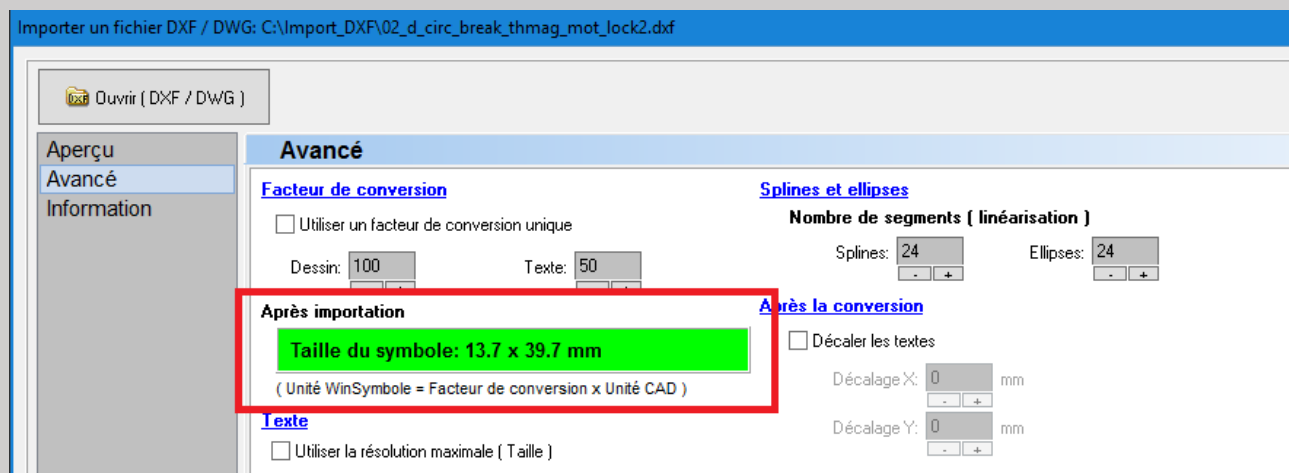 Importer un fichier DXF / DWG: C:\Import_DXF\02_d_circ_break_thmag_mot_lock2.dxf
DXF Ouvrir ( DXF / DWG )
Aperçu
Avancé
Information
Avancé
Facteur de conversion
Utiliser un facteur de conversion unique
Dessin: 100 Texte: 50
- + - +
Après importation
Taille du symbole: 13.7 x 39.7 mm
( Unité WinSymbole = Facteur de conversion x Unité CAD )
Texte
Utiliser la résolution maximale ( Taille )
Splines et ellipses
Nombre de segments ( linéarisation )
Splines: 24 Ellipses: 24
- + - +
Après la conversion
Décaler les textes
Décalage X: 0 mm
- +
Décalage Y: 0 mm
- +